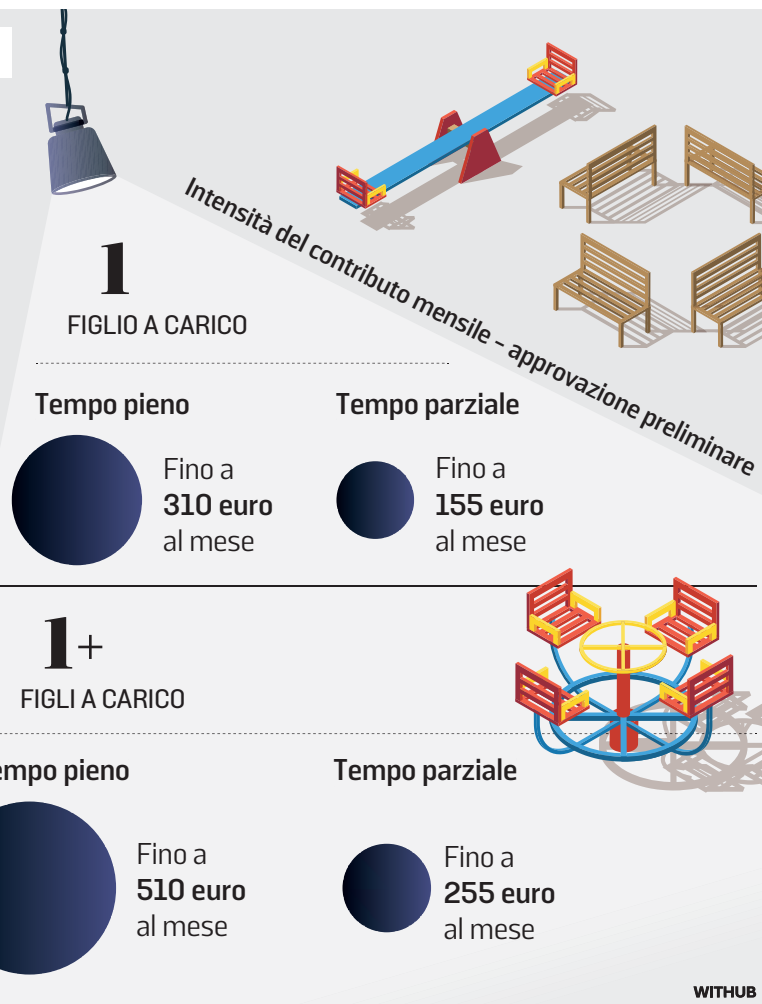 Intensità del contributo mensile – approvazione preliminare
1
FIGLIO A CARICO
Tempo pieno
Fino a
310 euro
al mese
Tempo parziale
Fino a
155 euro
al mese
1+
FIGLI A CARICO
empo pieno
Fino a
510 euro
al mese
Tempo parziale
Fino a
255 euro
al mese
WITHUB